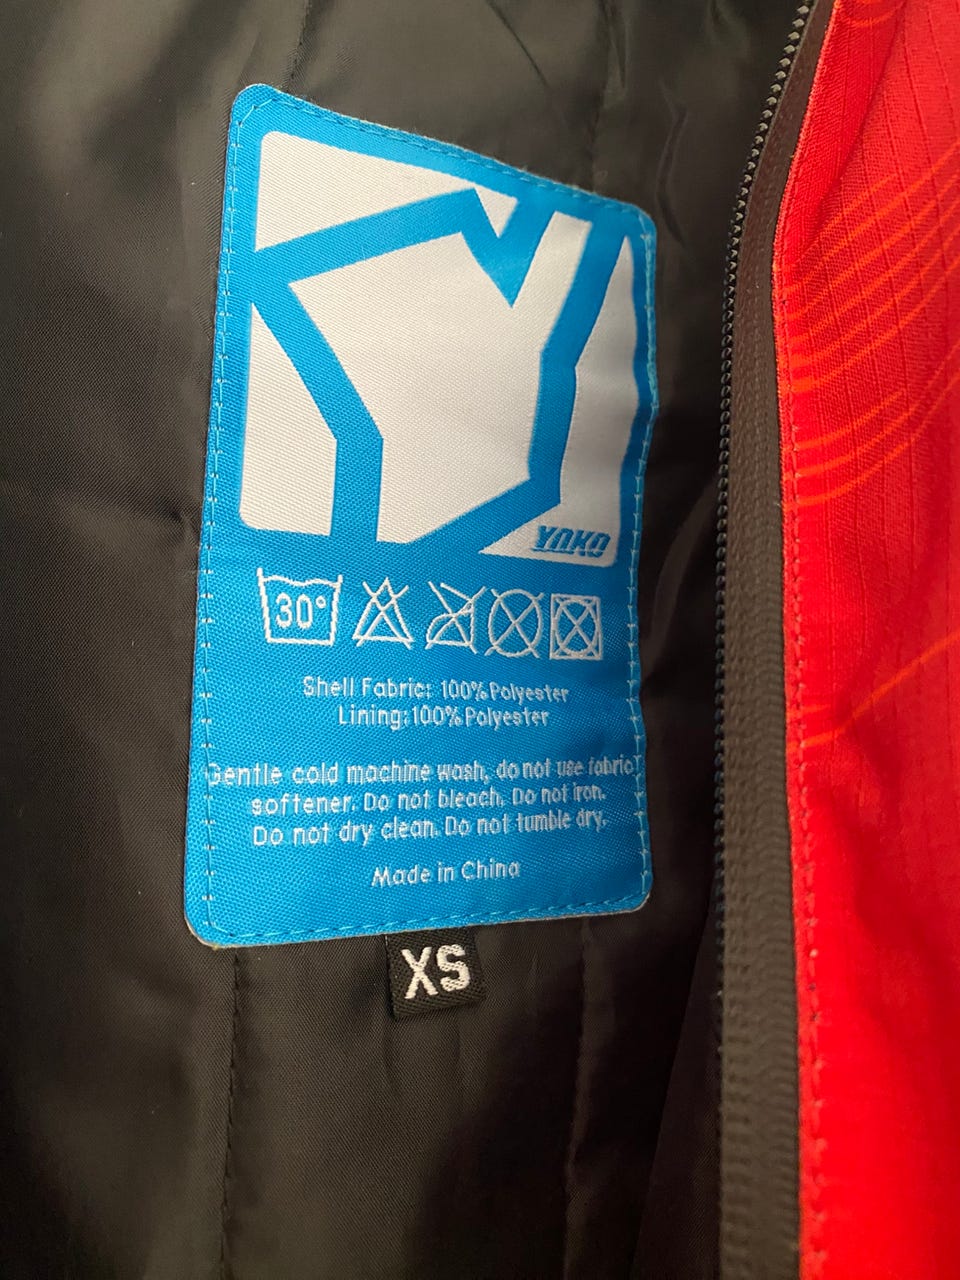 YOKO
30°
Shell Fabric: 100% Polyester
Lining: 100% Polyester
Gentle cold machine wash, do not use fabric
softener. Do not bleach. Do not iron.
Do not dry clean. Do not tumble dry.
Made in China
XS